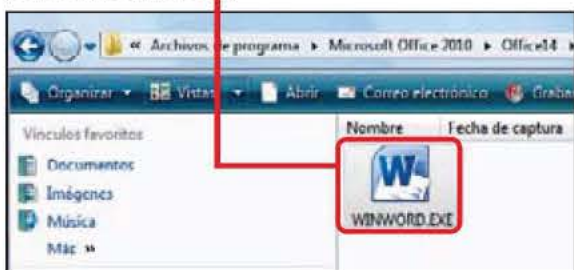 « Archivos de programa ▸ Microsoft Office 2010 ▸ Office14 ▸
Organizar Vistas Abrir Correo electrónico Grabar
Vínculos favoritos
Nombre Fecha de captura
Documentos
Imágenes
Música
Más »
WINWORD.EXE